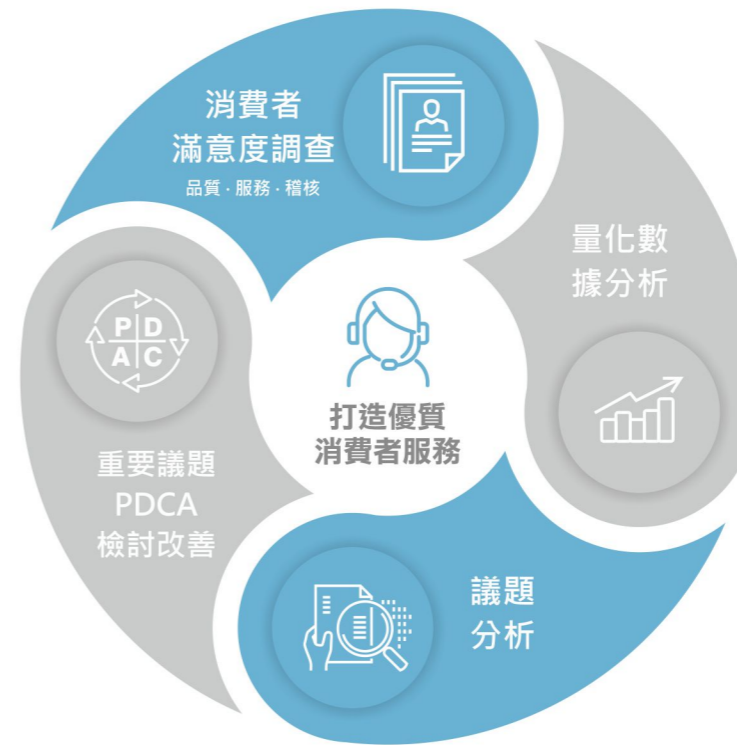 消費者
滿意度調查
品質 · 服務 · 稽核
量化數
據分析
P D
A C
打造優質
消費者服務
重要議題
PDCA
檢討改善
議題
分析